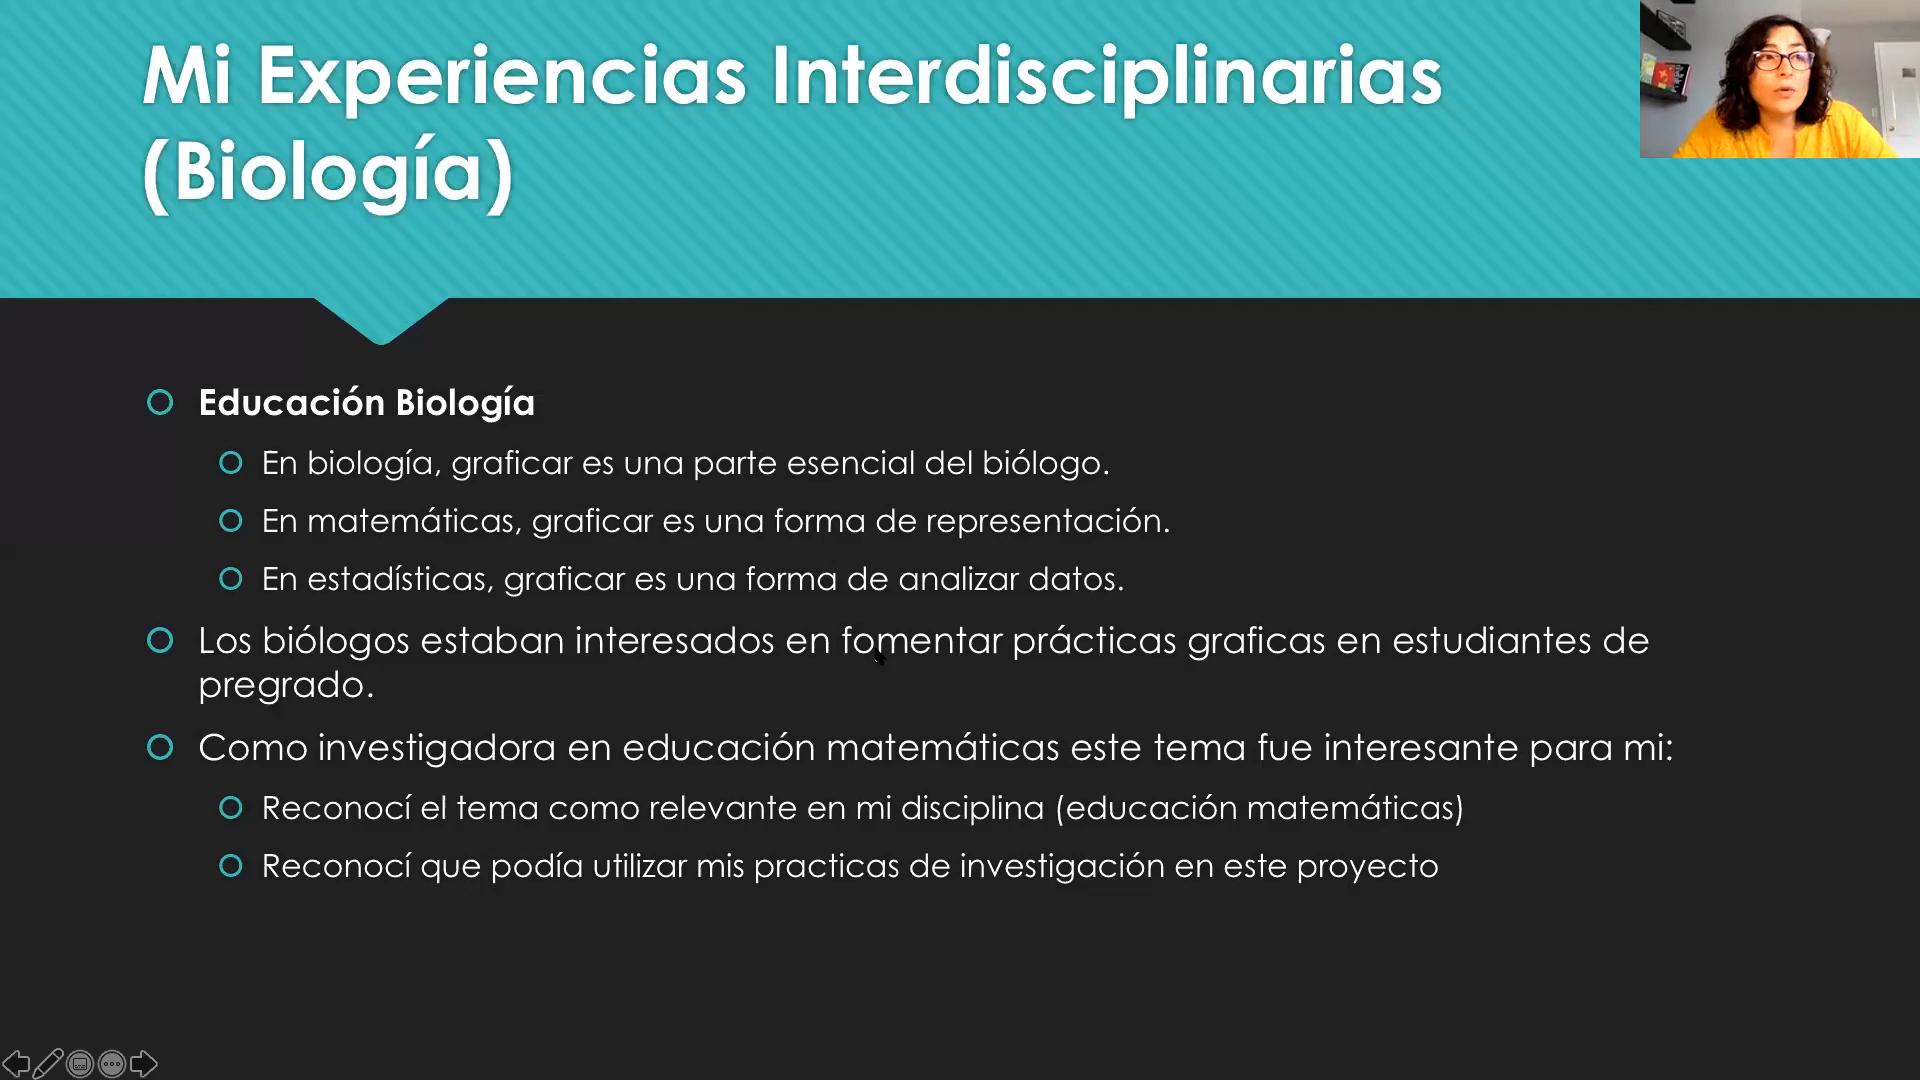 Mi Experiencias Interdisciplinarias
(Biología)
Educación Biología
En biología, graficar es una parte esencial del biólogo.
En matemáticas, graficar es una forma de representación.
En estadísticas, graficar es una forma de analizar datos.
Los biólogos estaban interesados en fomentar prácticas graficas en estudiantes de
pregrado.
Como investigadora en educación matemáticas este tema fue interesante para mi:
Reconocí el tema como relevante en mi disciplina (educación matemáticas)
Reconocí que podía utilizar mis practicas de investigación en este proyecto